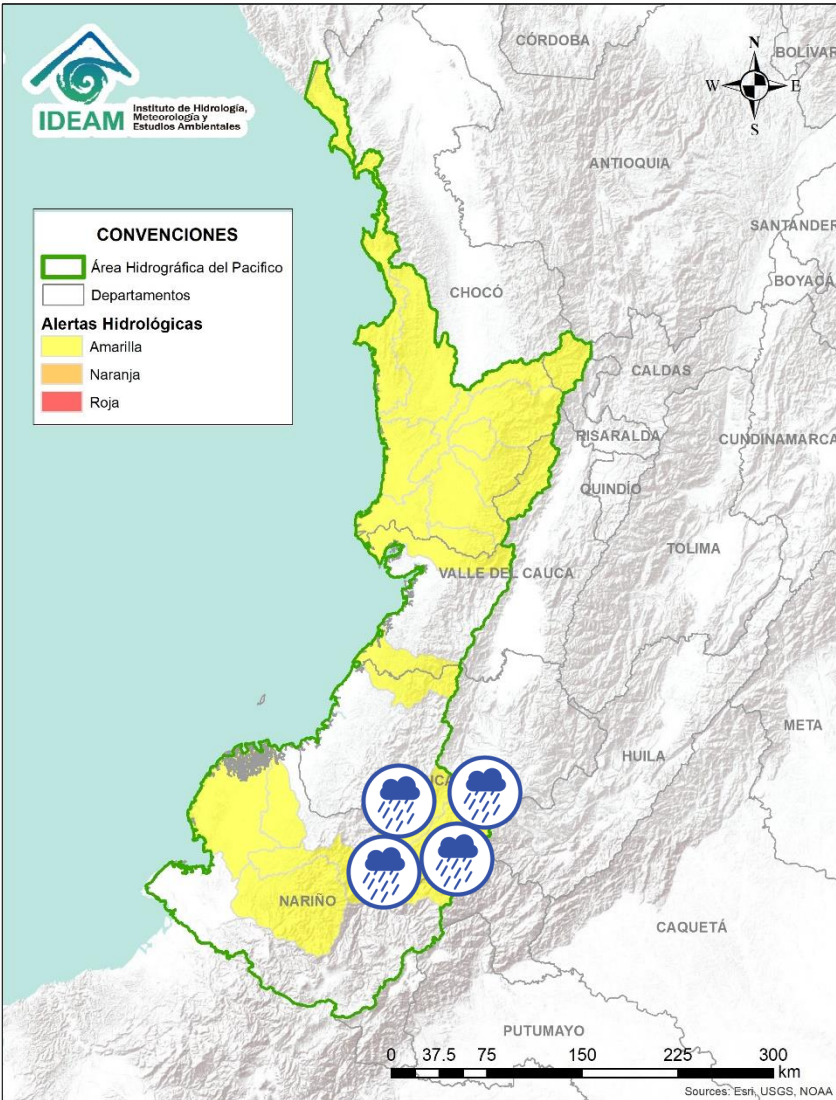 CÓRDOBA
BOLÍVAR
N
W
E
S
IDEAM
Instituto de Hidrología,
Meteorología y
Estudios Ambientales
ANTIOQUIA
SANTANDER
CONVENCIONES
Área Hidrográfica del Pacifico
Departamentos
Alertas Hidrológicas
Amarilla
Naranja
Roja
BOYACÁ
CHOCÓ
CALDAS
RISARALDA
CUNDINAMARCA
QUINDÍO
TOLIMA
VALLE DEL CAUCA
META
HUILA
NARIÑO
CAQUETÁ
PUTUMAYO
0 37.5 75 150 225 300
km
Sources: Esri, USGS, NOAA